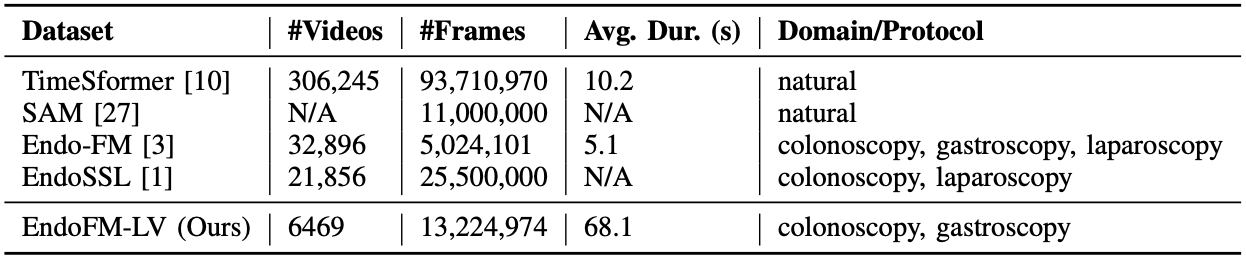 Dataset #Videos #Frames Avg. Dur. (s) Domain/Protocol
TimeSformer [10] 306,245 93,710,970 10.2 natural
SAM [27] N/A 11,000,000 N/A natural
Endo-FM [3] 32,896 5,024,101 5.1 colonoscopy, gastroscopy, laparoscopy
EndoSSL [1] 21,856 25,500,000 N/A colonoscopy, laparoscopy
EndoFM-LV (Ours) 6469 13,224,974 68.1 colonoscopy, gastroscopy